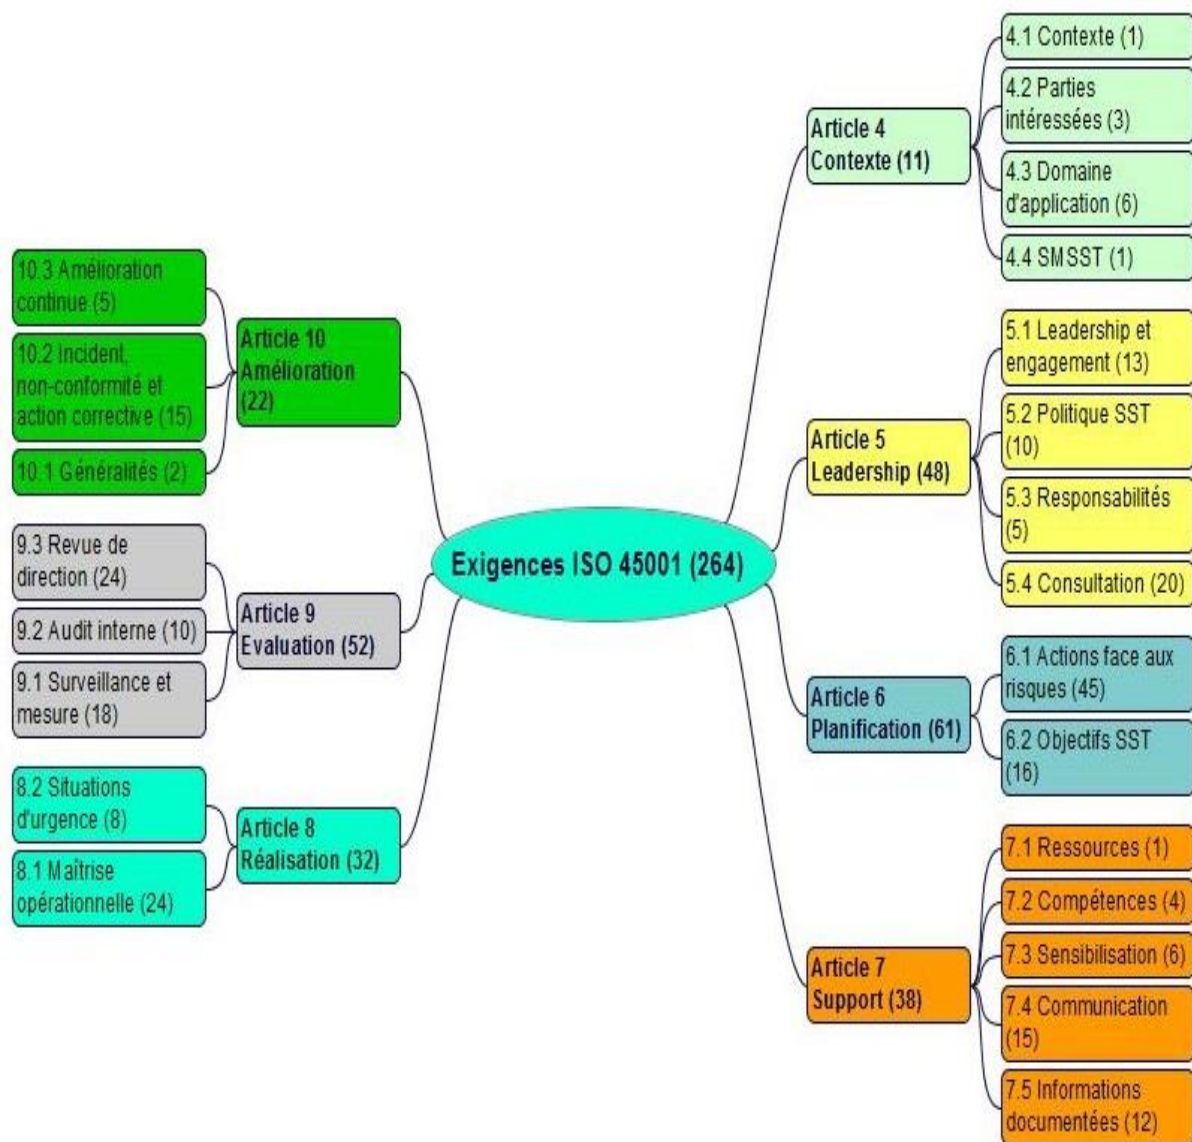 Exigences ISO 45001 (264)
Article 4
Contexte (11)
4.1 Contexte (1)
4.2 Parties
intéressées (3)
4.3 Domaine
d'application (6)
4.4 SMSST (1)
Article 5
Leadership (48)
5.1 Leadership et
engagement (13)
5.2 Politique SST
(10)
5.3 Responsabilités
(5)
5.4 Consultation (20)
Article 6
Planification (61)
6.1 Actions face aux
risques (45)
6.2 Objectifs SST
(16)
Article 7
Support (38)
7.1 Ressources (1)
7.2 Compétences (4)
7.3 Sensibilisation (6)
7.4 Communication
(15)
7.5 Informations
documentées (12)
Article 8
Réalisation (32)
8.2 Situations
d'urgence (8)
8.1 Maîtrise
opérationnelle (24)
Article 9
Evaluation (52)
9.3 Revue de
direction (24)
9.2 Audit interne (10)
9.1 Surveillance et
mesure (18)
Article 10
Amélioration
(22)
10.3 Amélioration
continue (5)
10.2 Incident,
non-conformité et
action corrective (15)
10.1 Généralités (2)